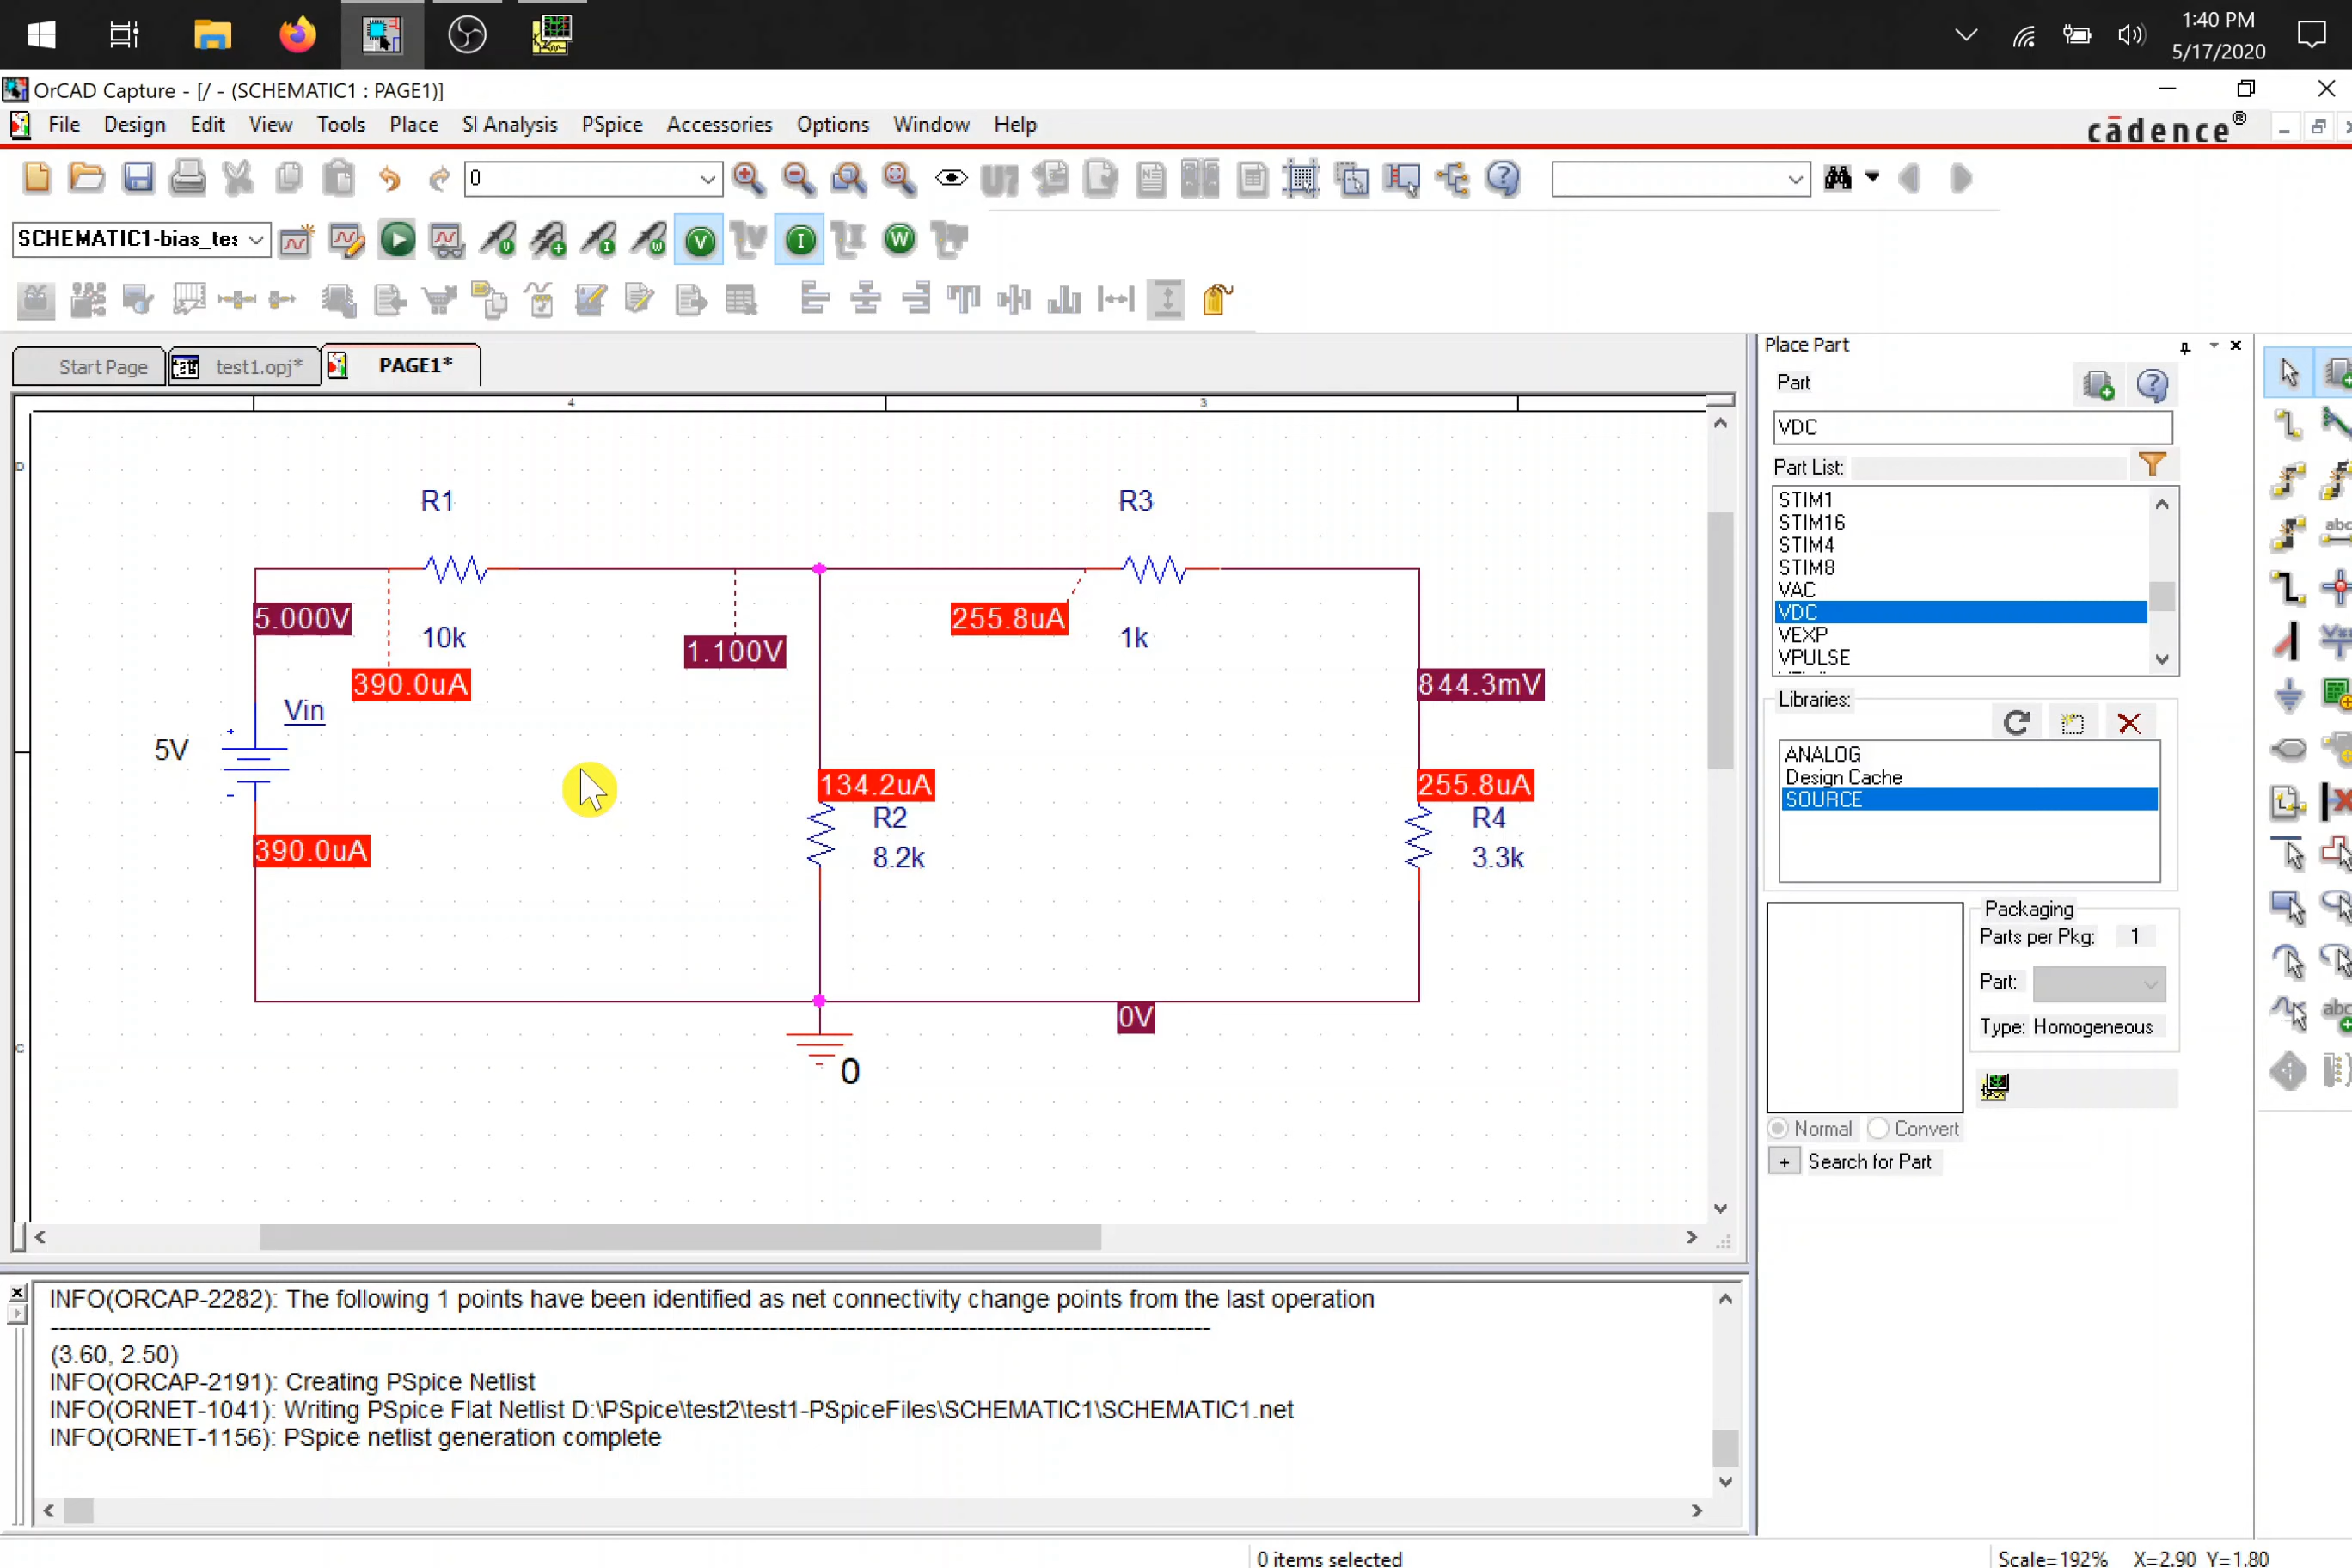 1:40 PM
5/17/2020
OrCAD Capture - [/ - (SCHEMATIC1 : PAGE1)]
File Design Edit View Tools Place SI Analysis PSpice Accessories Options Window Help
cādence®
0
SCHEMATIC1-bias_tes
V I W
Start Page test1.opj* PAGE1*
4 3
D
R1 R3
5.000V
255.8uA
10k 1k
1.100V
390.0uA
844.3mV
Vin
5V
134.2uA
255.8uA
R2 R4
390.0uA
8.2k 3.3k
0V
C
0
Place Part
Part
VDC
Part List:
STIM1
STIM16
STIM4
STIM8
VAC
VDC
VEXP
VPULSE
Libraries:
ANALOG
Design Cache
SOURCE
Packaging
Parts per Pkg: 1
Part:
Type: Homogeneous
Normal Convert
+ Search for Part
INFO(ORCAP-2282): The following 1 points have been identified as net connectivity change points from the last operation
(3.60, 2.50)
INFO(ORCAP-2191): Creating PSpice Netlist
INFO(ORNET-1041): Writing PSpice Flat Netlist D:\PSpice\test2\test1-PSpiceFiles\SCHEMATIC1\SCHEMATIC1.net
INFO(ORNET-1156): PSpice netlist generation complete
0 items selected
Scale=192% X=2.90 Y=1.80